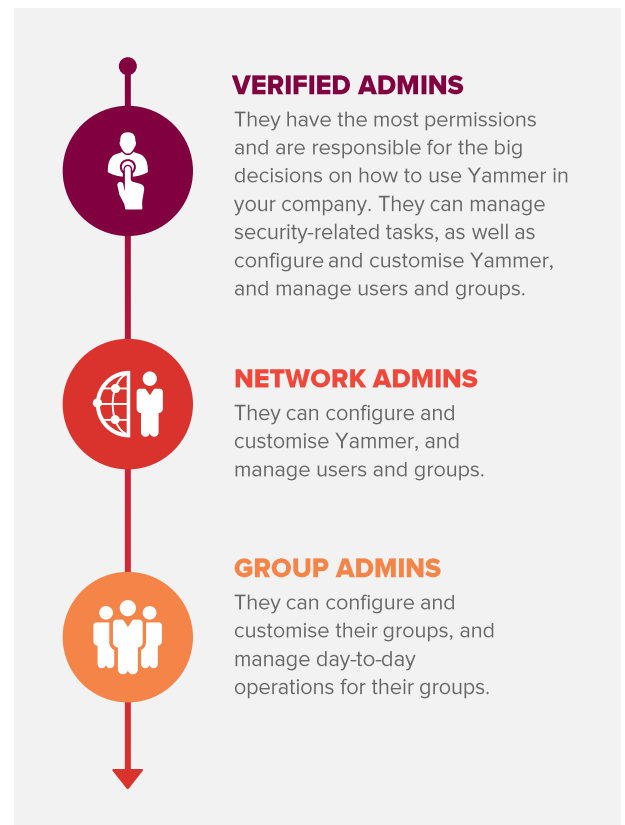 VERIFIED ADMINS
They have the most permissions
and are responsible for the big
decisions on how to use Yammer in
your company. They can manage
security-related tasks, as well as
configure and customise Yammer,
and manage users and groups.
NETWORK ADMINS
They can configure and
customise Yammer, and
manage users and groups.
GROUP ADMINS
They can configure and
customise their groups, and
manage day-to-day
operations for their groups.